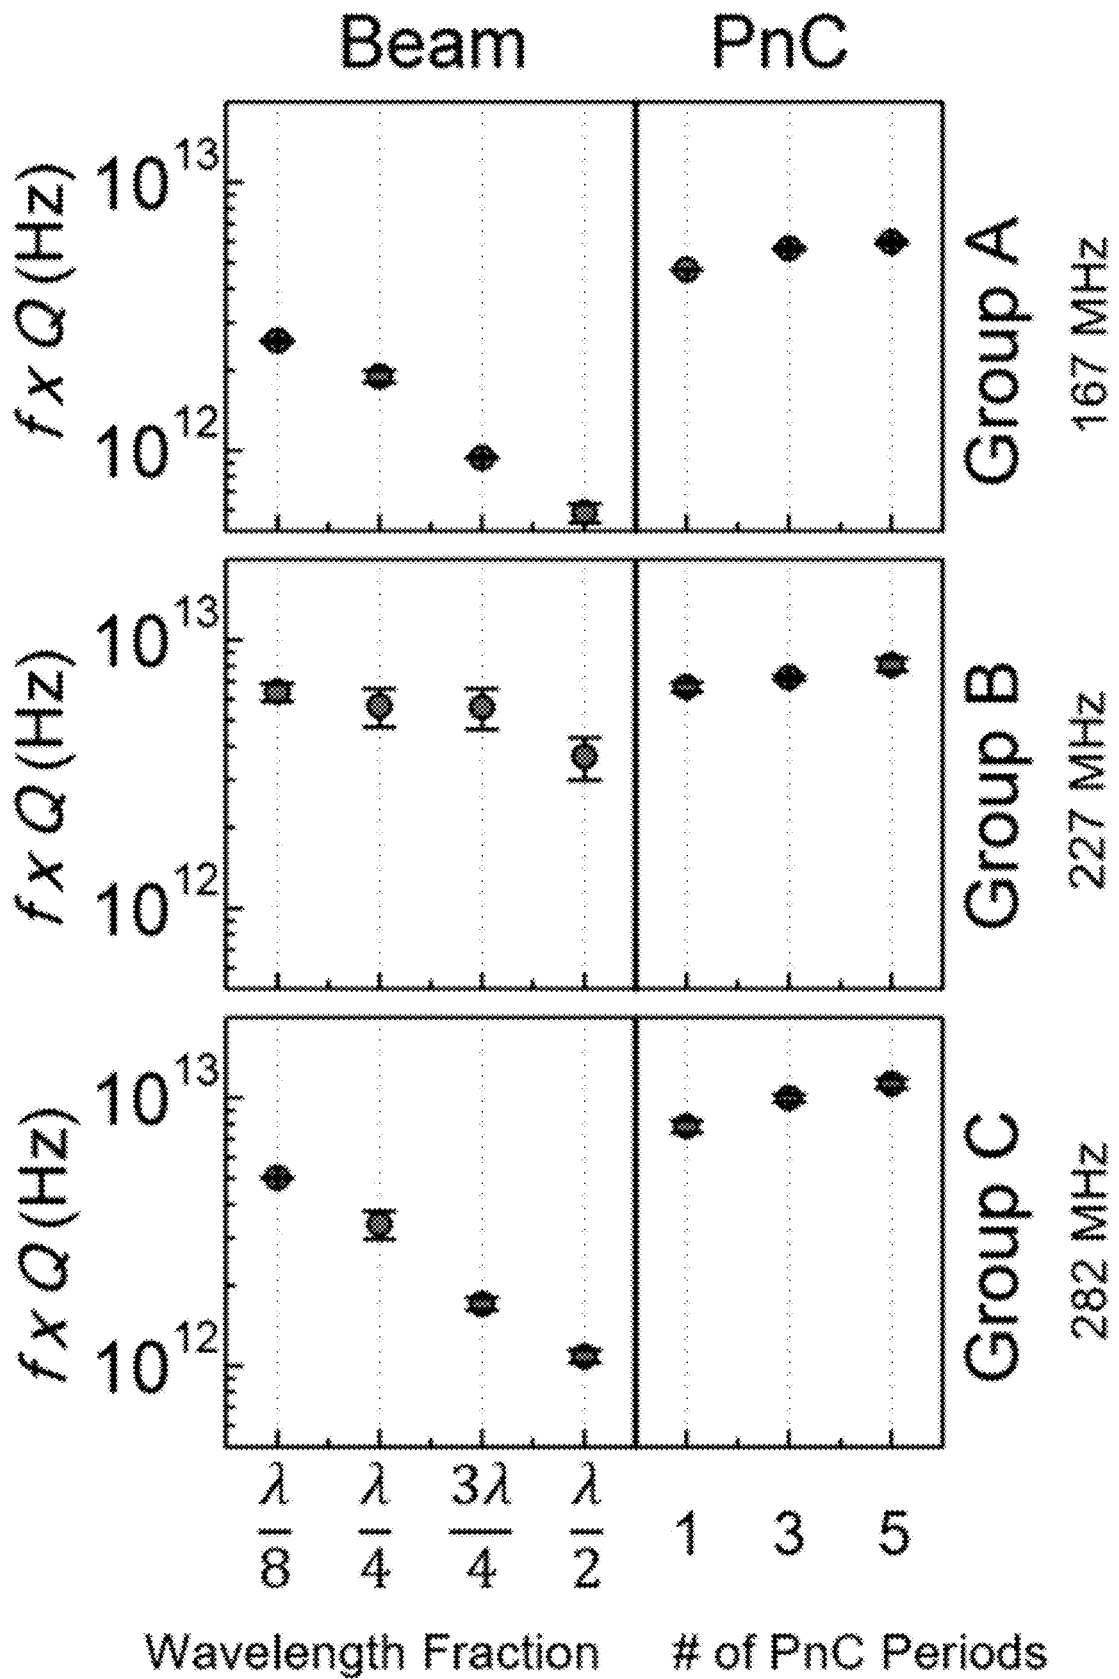 Beam PnC
f x Q (Hz)
10^13
10^12
Group A
167 MHz
f x Q (Hz)
10^13
10^12
Group B
227 MHz
f x Q (Hz)
10^13
10^12
Group C
282 MHz
λ/8 λ/4 3λ/4 λ/2 1 3 5
Wavelength Fraction # of PnC Periods